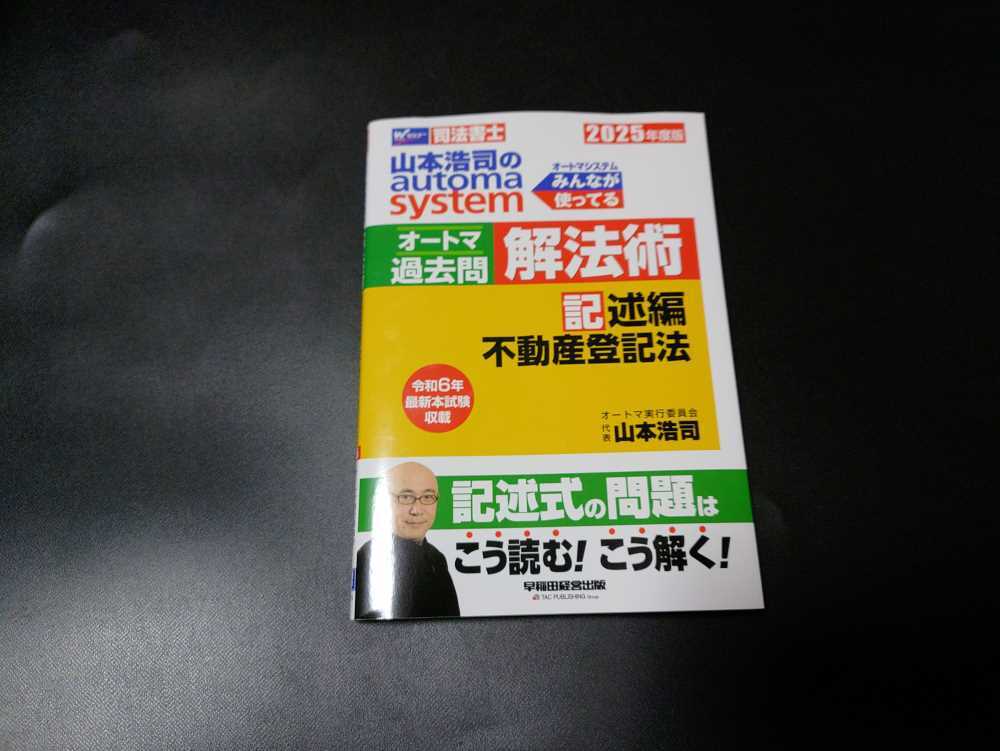 Wセミナー 司法書士 2025年度版
山本浩司の
automa
system
オートマシステム
みんなが
使ってる
オートマ
過去問
解法術
記述編
不動産登記法
令和6年
最新本試験
収載
オートマ実行委員会
代表 山本浩司
記述式の問題は
こう読む!こう解く!
早稲田経営出版
TAC PUBLISHING Group